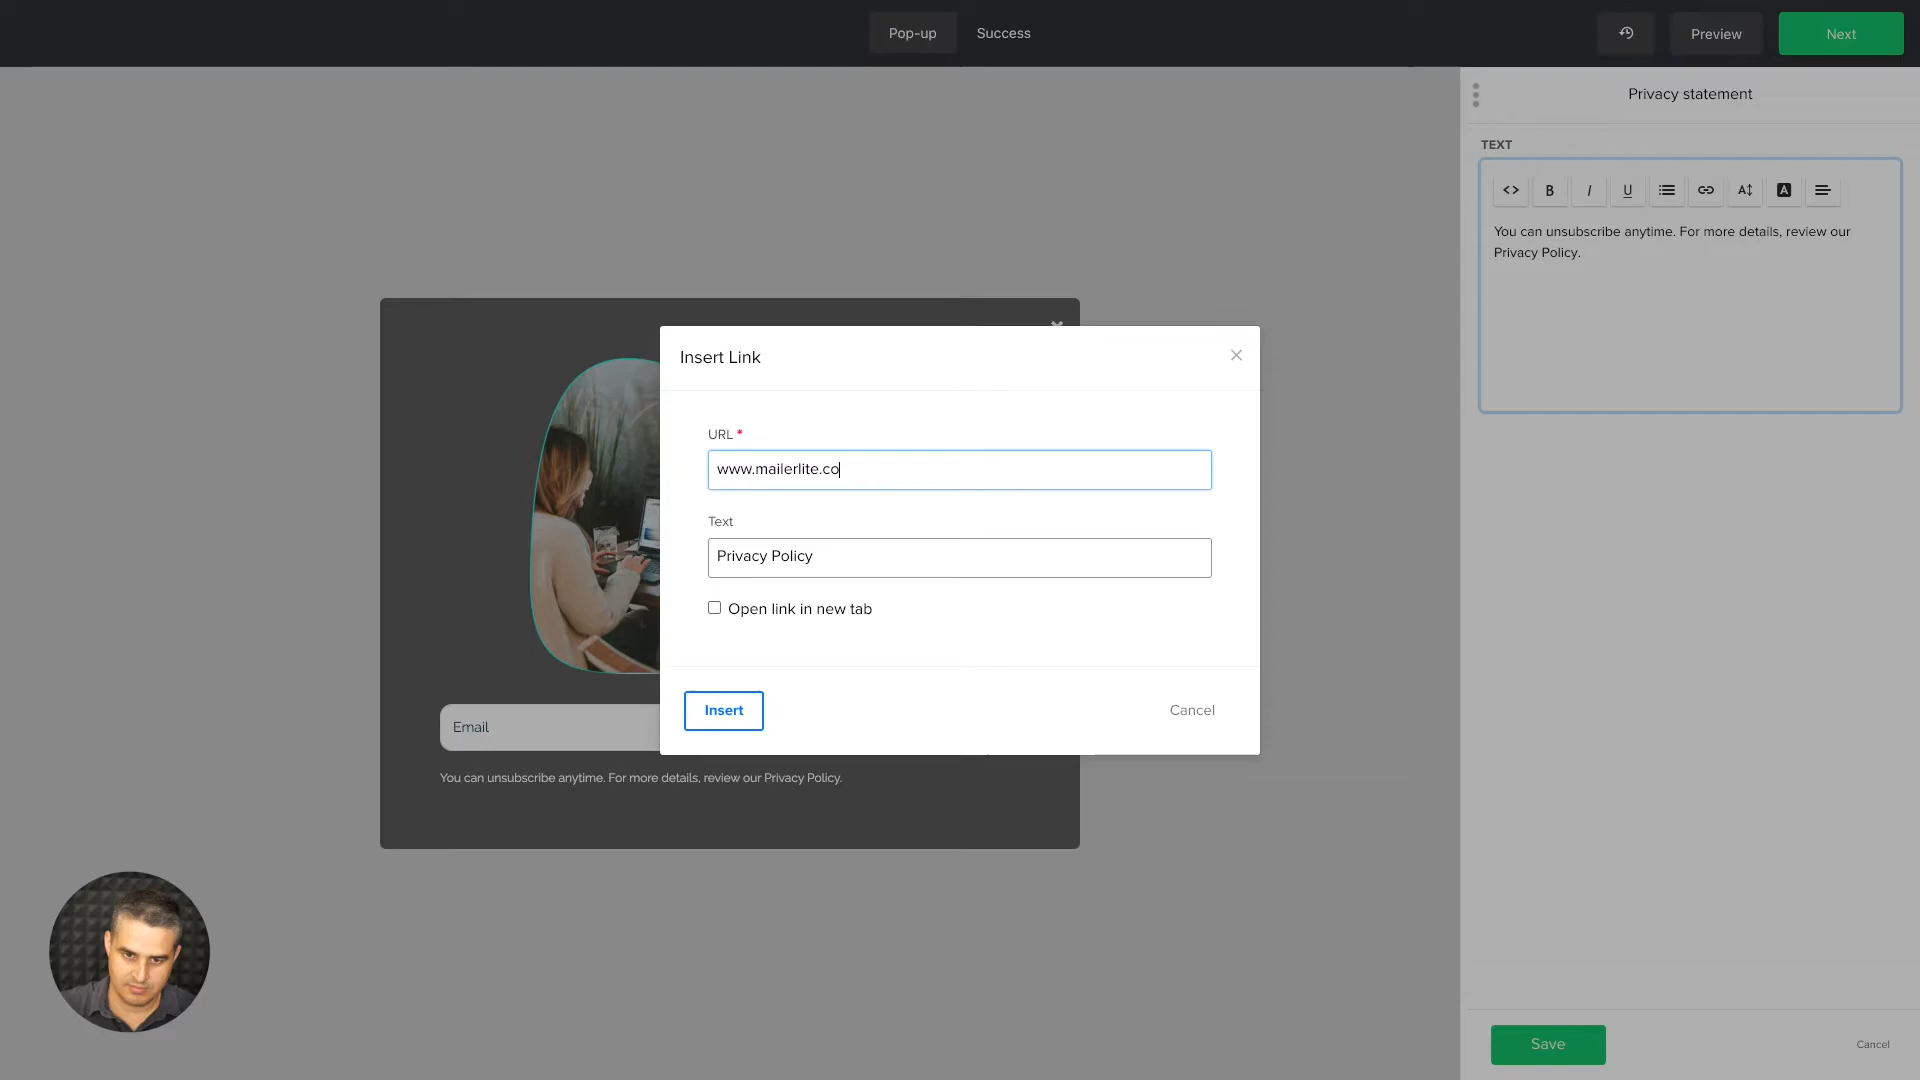 Pop-up
Success
Preview
Next
Privacy statement
TEXT
<> B I U A A
You can unsubscribe anytime. For more details, review our
Privacy Policy.
Insert Link
URL *
www.mailerlite.co
Text
Privacy Policy
Open link in new tab
Insert
Cancel
Email
You can unsubscribe anytime. For more details, review our Privacy Policy.
Save
Cancel